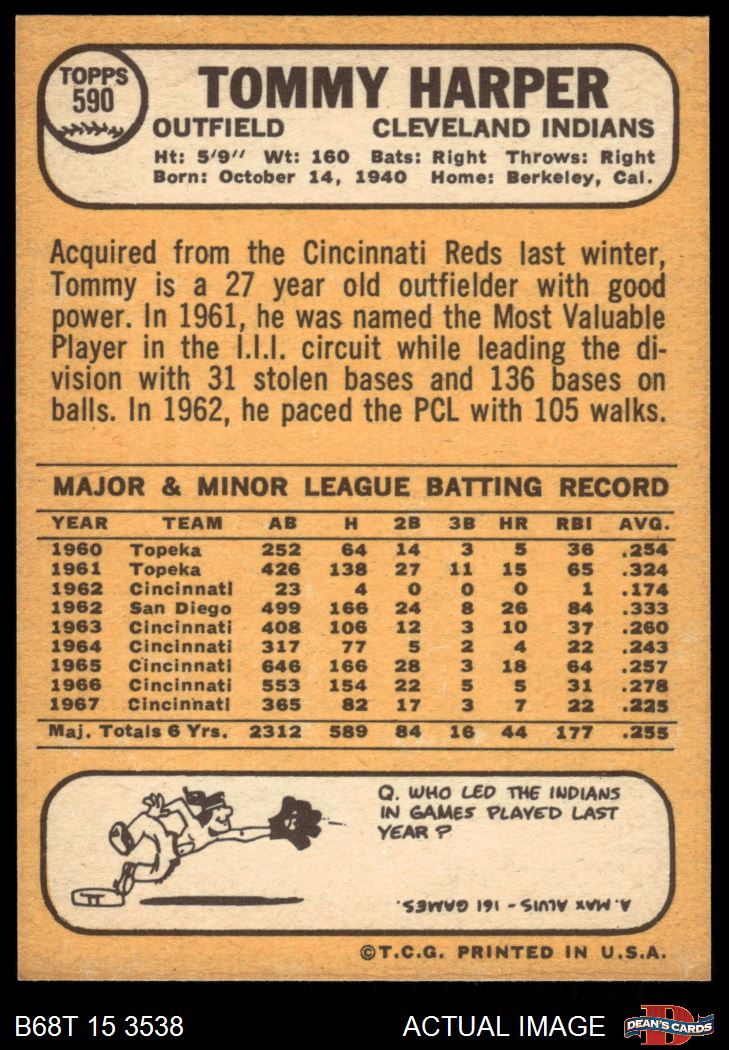 TOPPS
590
TOMMY HARPER
OUTFIELD CLEVELAND INDIANS
Ht: 5'9" Wt: 160 Bats: Right Throws: Right
Born: October 14, 1940 Home: Berkeley, Cal.
Acquired from the Cincinnati Reds last winter,
Tommy is a 27 year old outfielder with good
power. In 1961, he was named the Most Valuable
Player in the I.I.I. circuit while leading the di-
vision with 31 stolen bases and 136 bases on
balls. In 1962, he paced the PCL with 105 walks.
MAJOR & MINOR LEAGUE BATTING RECORD
YEAR TEAM AB H 2B 3B HR RBI AVG.
1960 Topeka 252 64 14 3 5 36 .254
1961 Topeka 426 138 27 11 15 65 .324
1962 Cincinnati 23 4 0 0 0 1 .174
1962 San Diego 499 166 24 8 26 84 .333
1963 Cincinnati 408 106 12 3 10 37 .260
1964 Cincinnati 317 77 5 2 4 22 .243
1965 Cincinnati 646 166 28 3 18 64 .257
1966 Cincinnati 553 154 22 5 5 31 .278
1967 Cincinnati 365 82 17 3 7 22 .225
Maj. Totals 6 Yrs. 2312 589 84 16 44 177 .255
Q. WHO LED THE INDIANS
IN GAMES PLAYED LAST
YEAR?
A. MAX ALVIS - 161 GAMES.
©T.C.G. PRINTED IN U.S.A.
B68T 15 3538 ACTUAL IMAGE
D
DEAN'S CARDS